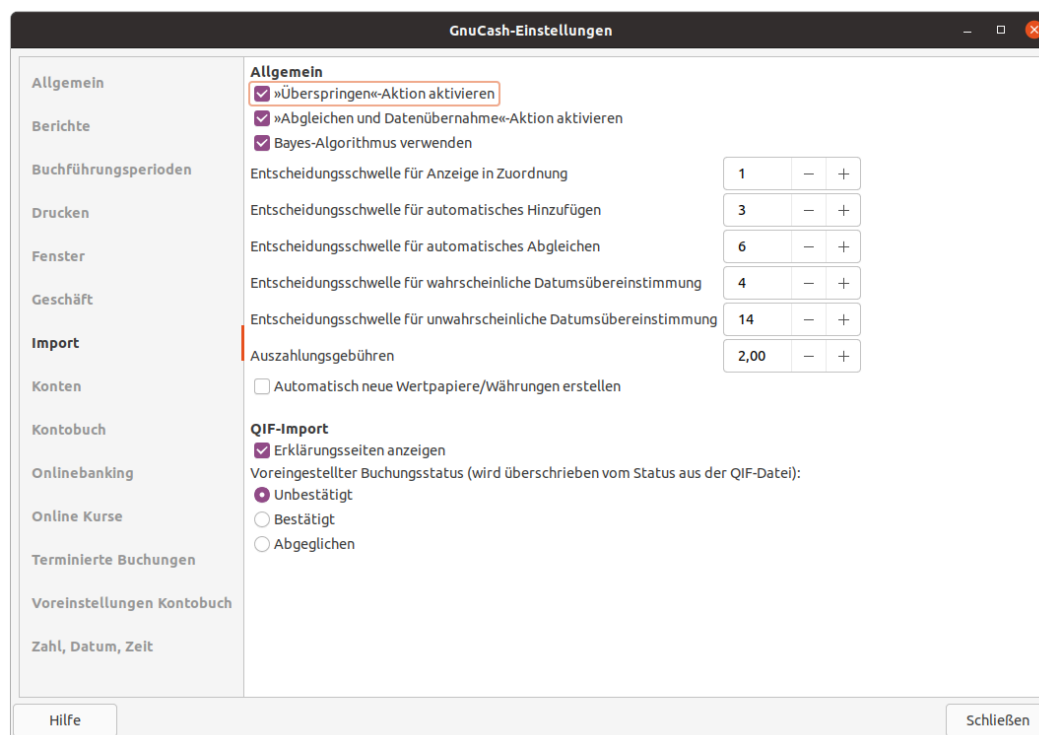 GnuCash-Einstellungen
Allgemein
Berichte
Buchführungsperioden
Drucken
Fenster
Geschäft
Import
Konten
Kontobuch
Onlinebanking
Online Kurse
Terminierte Buchungen
Voreinstellungen Kontobuch
Zahl, Datum, Zeit
Allgemein
»Überspringen«-Aktion aktivieren
»Abgleichen und Datenübernahme«-Aktion aktivieren
Bayes-Algorithmus verwenden
Entscheidungsschwelle für Anzeige in Zuordnung 1 − +
Entscheidungsschwelle für automatisches Hinzufügen 3 − +
Entscheidungsschwelle für automatisches Abgleichen 6 − +
Entscheidungsschwelle für wahrscheinliche Datumsübereinstimmung 4 − +
Entscheidungsschwelle für unwahrscheinliche Datumsübereinstimmung 14 − +
Auszahlungsgebühren 2,00 − +
Automatisch neue Wertpapiere/Währungen erstellen
QIF-Import
Erklärungsseiten anzeigen
Voreingestellter Buchungsstatus (wird überschrieben vom Status aus der QIF-Datei):
Unbestätigt
Bestätigt
Abgeglichen
Hilfe
Schließen